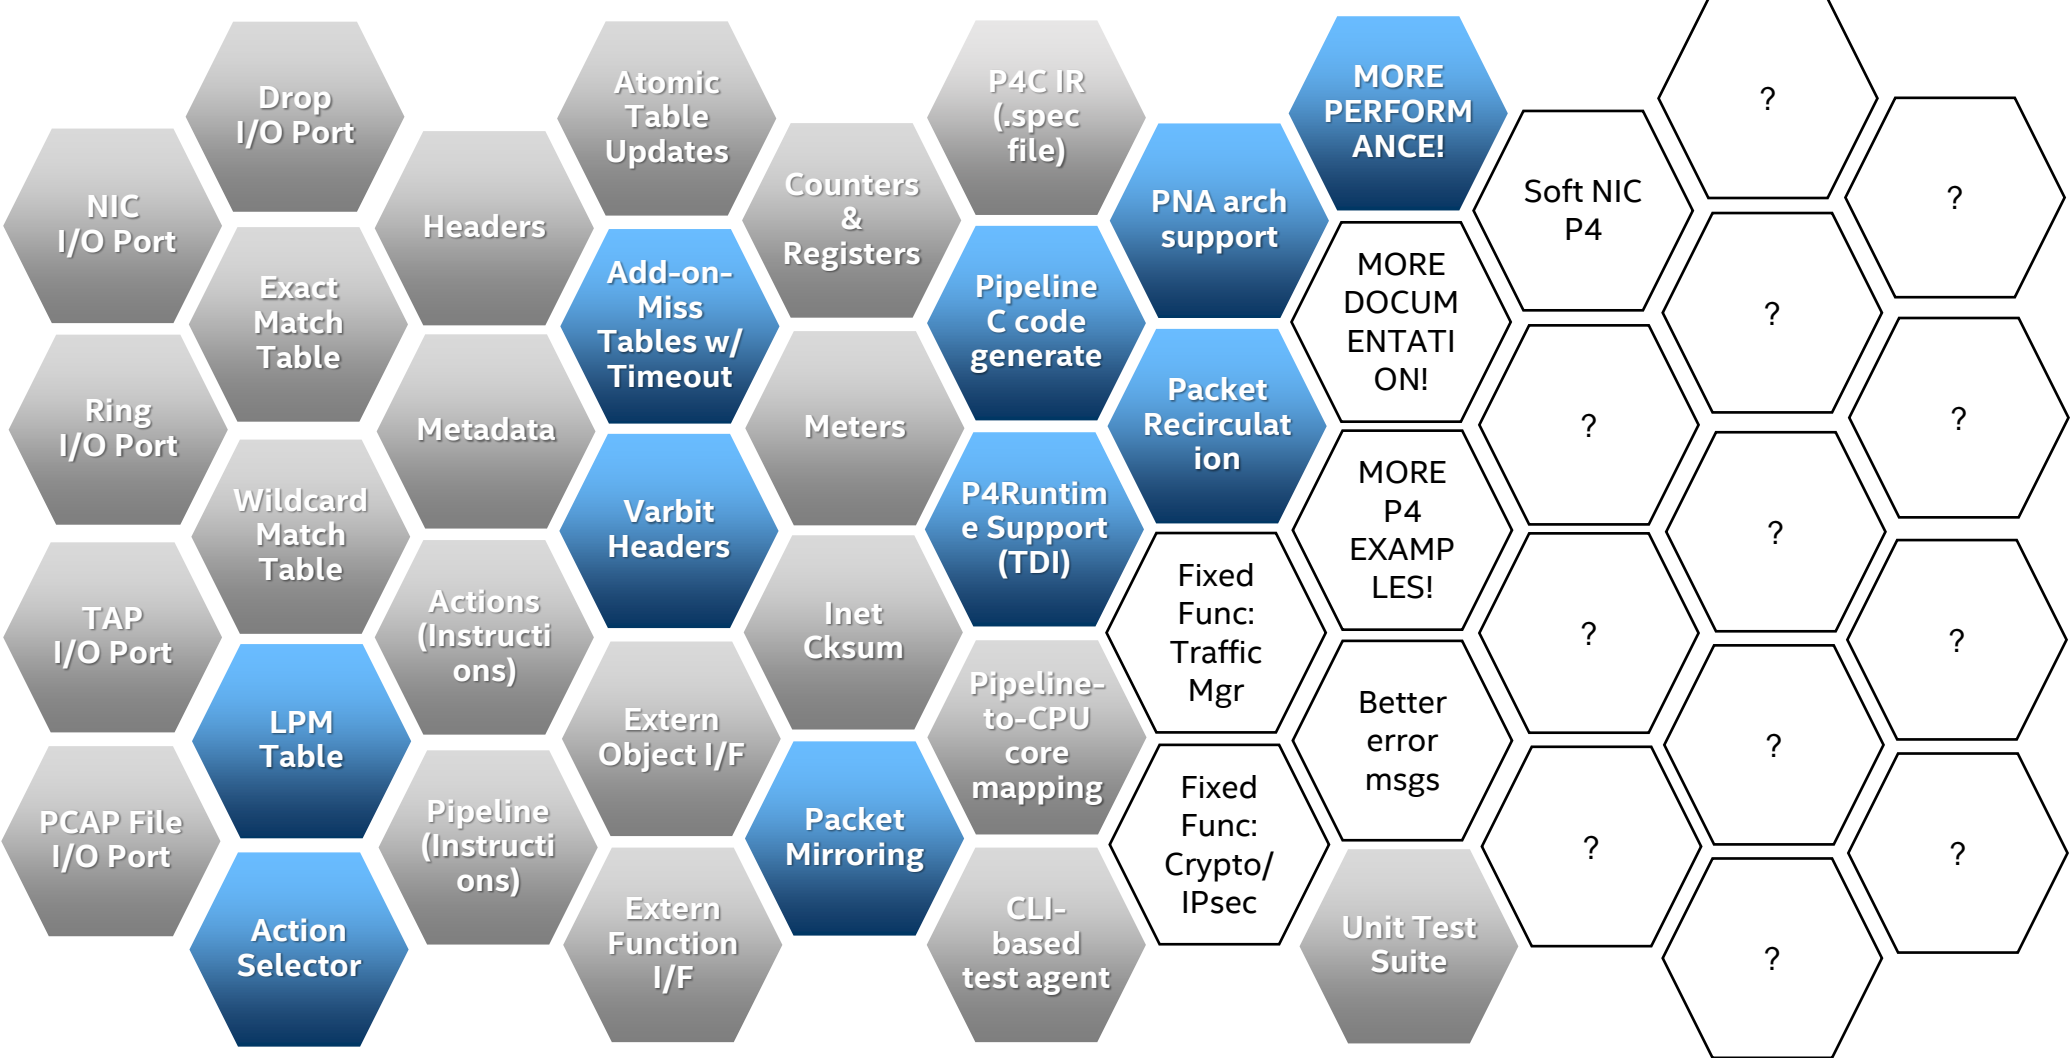 NIC
I/O Port
Ring
I/O Port
TAP
I/O Port
PCAP File
I/O Port
Drop
I/O Port
Exact
Match
Table
Wildcard
Match
Table
LPM
Table
Action
Selector
Headers
Metadata
Actions
(Instructi
ons)
Pipeline
(Instructi
ons)
Atomic
Table
Updates
Add-on-
Miss
Tables w/
Timeout
Varbit
Headers
Extern
Object I/F
Extern
Function
I/F
Counters
&
Registers
Meters
Inet
Cksum
Packet
Mirroring
P4C IR
(.spec
file)
Pipeline
C code
generate
P4Runtim
e Support
(TDI)
Pipeline-
to-CPU
core
mapping
CLI-
based
test agent
PNA arch
support
Packet
Recirculat
ion
Fixed
Func:
Traffic
Mgr
Fixed
Func:
Crypto/
IPsec
MORE
PERFORM
ANCE!
MORE
DOCUM
ENTATI
ON!
MORE
P4
EXAMP
LES!
Better
error
msgs
Unit Test
Suite
Soft NIC
P4
?
?
?
?
?
?
?
?
?
?
?
?
?